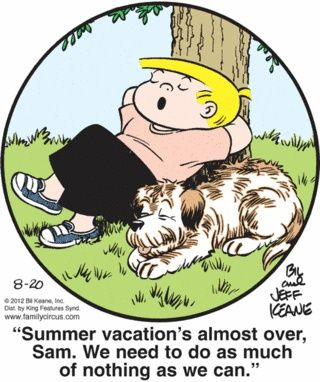 8-20
© 2012 Bil Keane, Inc.
Dist. by King Features Synd.
www.familycircus.com
BIL
and
JEFF
KEANE
"Summer vacation's almost over,
Sam. We need to do as much
of nothing as we can."